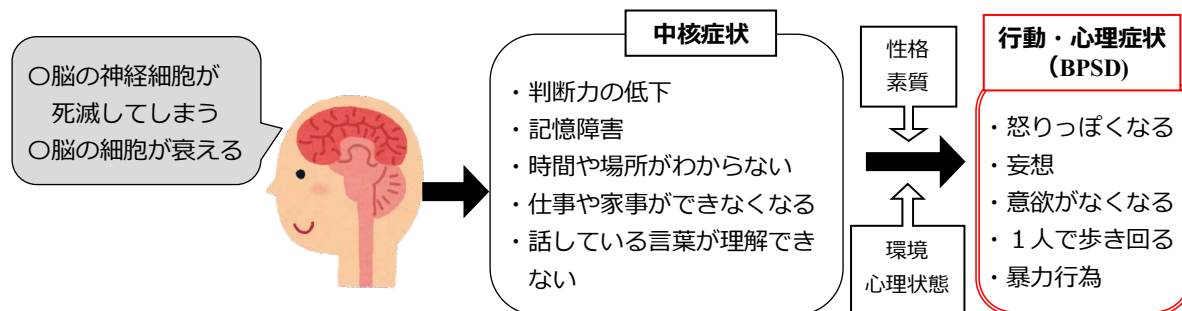 〇脳の神経細胞が
死滅してしまう
〇脳の細胞が衰える
中核症状
・判断力の低下
・記憶障害
・時間や場所がわからない
・仕事や家事ができなくなる
・話している言葉が理解でき
ない
性格
素質
環境
心理状態
行動・心理症状
（BPSD)
・怒りっぽくなる
・妄想
・意欲がなくなる
・１人で歩き回る
・暴力行為